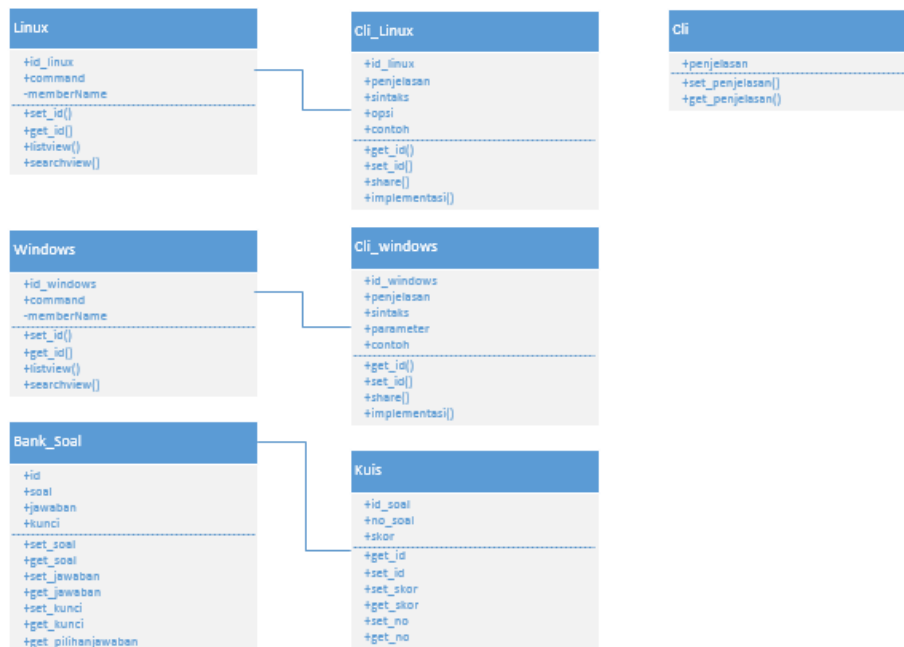 Linux
+id_linux
+command
-memberName
+set_id()
+get_id()
+listview()
+searchview()
Cli_Linux
+id_linux
+penjelasan
+sintaks
+opsi
+contoh
+get_id()
+set_id()
+share()
+implementasi()
Cli
+penjelasan
+set_penjelasan()
+get_penjelasan()
Windows
+id_windows
+command
-memberName
+set_id()
+get_id()
+listview()
+searchview()
Cli_windows
+id_windows
+penjelasan
+sintaks
+parameter
+contoh
+get_id()
+set_id()
+share()
+implementasi()
Bank_Soal
+id
+soal
+jawaban
+kunci
+set_soal
+get_soal
+set_jawaban
+get_jawaban
+set_kunci
+get_kunci
+get_pilihanjawaban
Kuis
+id_soal
+no_soal
+skor
+get_id
+set_id
+set_skor
+get_skor
+set_no
+get_no